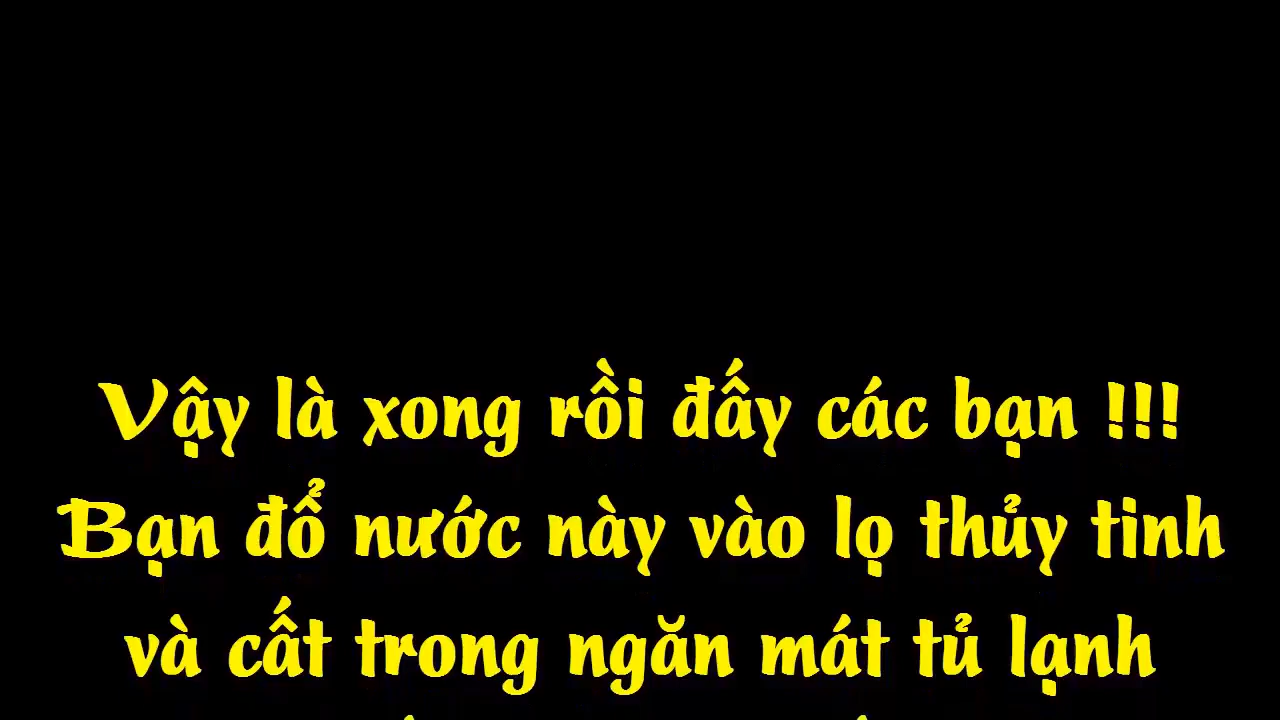 Vậy là xong rồi đấy các bạn !!!
Bạn đổ nước này vào lọ thủy tinh
và cất trong ngăn mát tủ lạnh